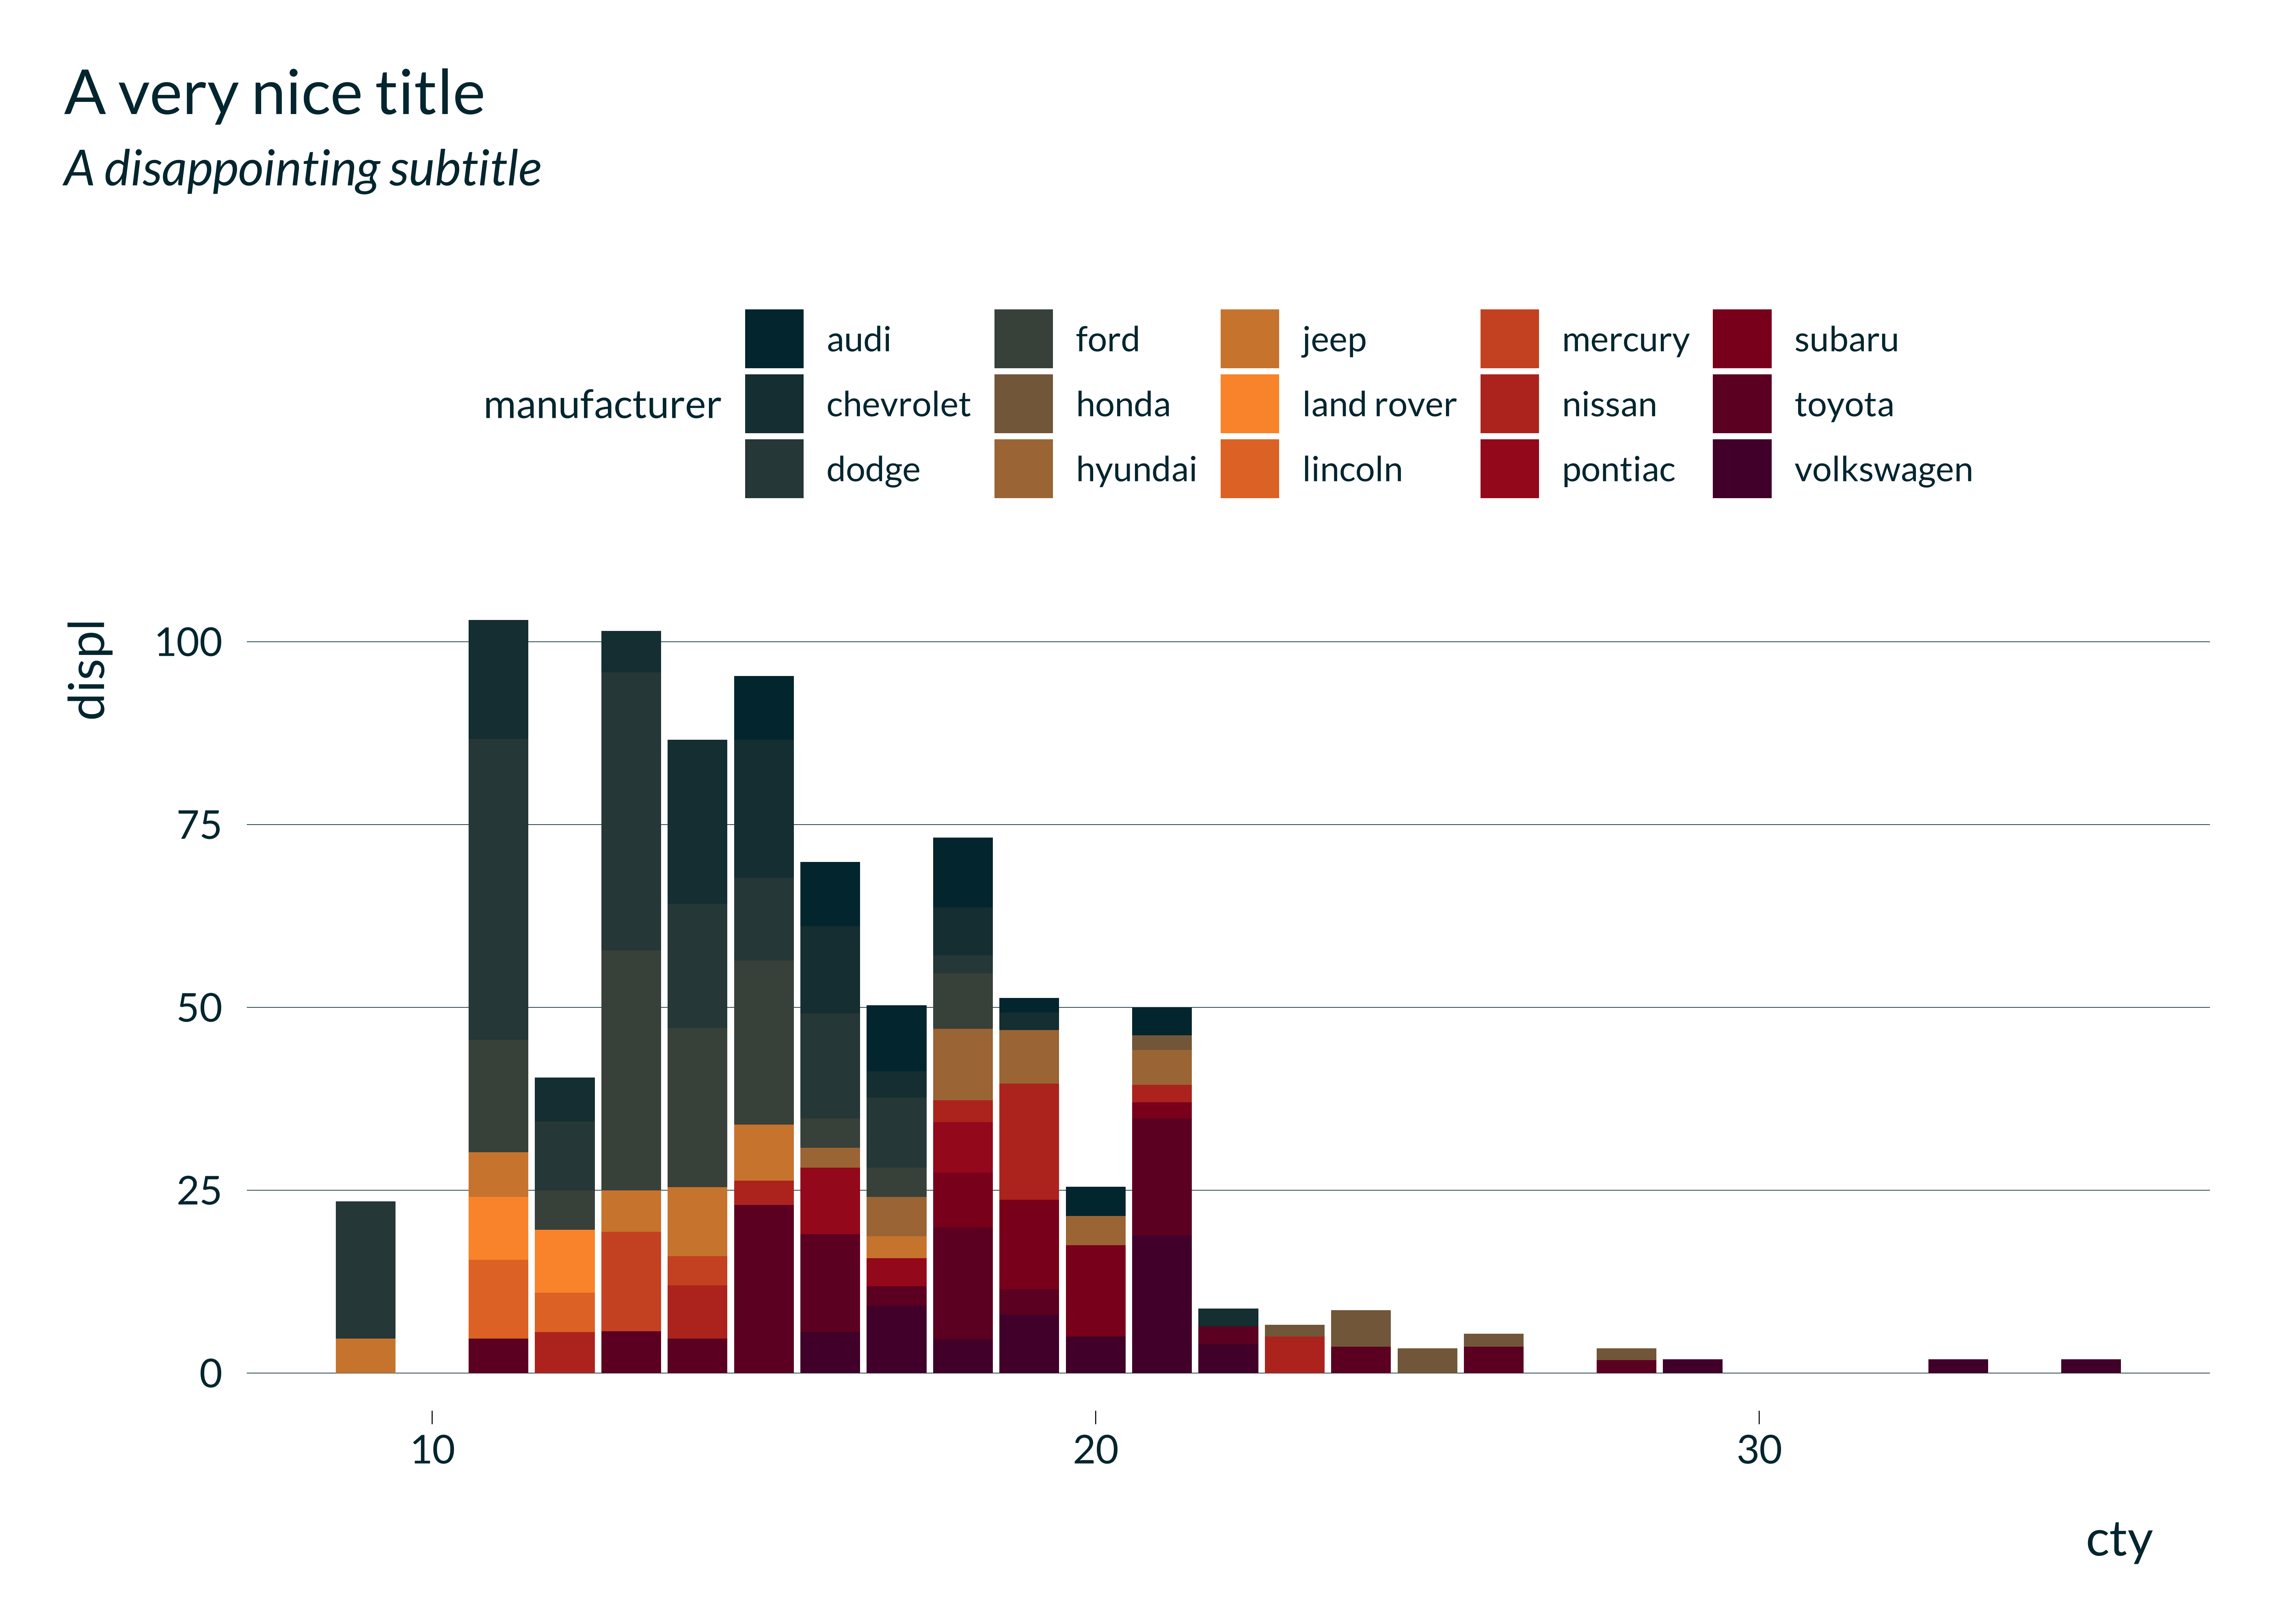 A very nice title
A disappointing subtitle
audi ford jeep mercury subaru
manufacturer chevrolet honda land rover nissan toyota
dodge hyundai lincoln pontiac volkswagen
displ
100
75
50
25
0
10 20 30
cty